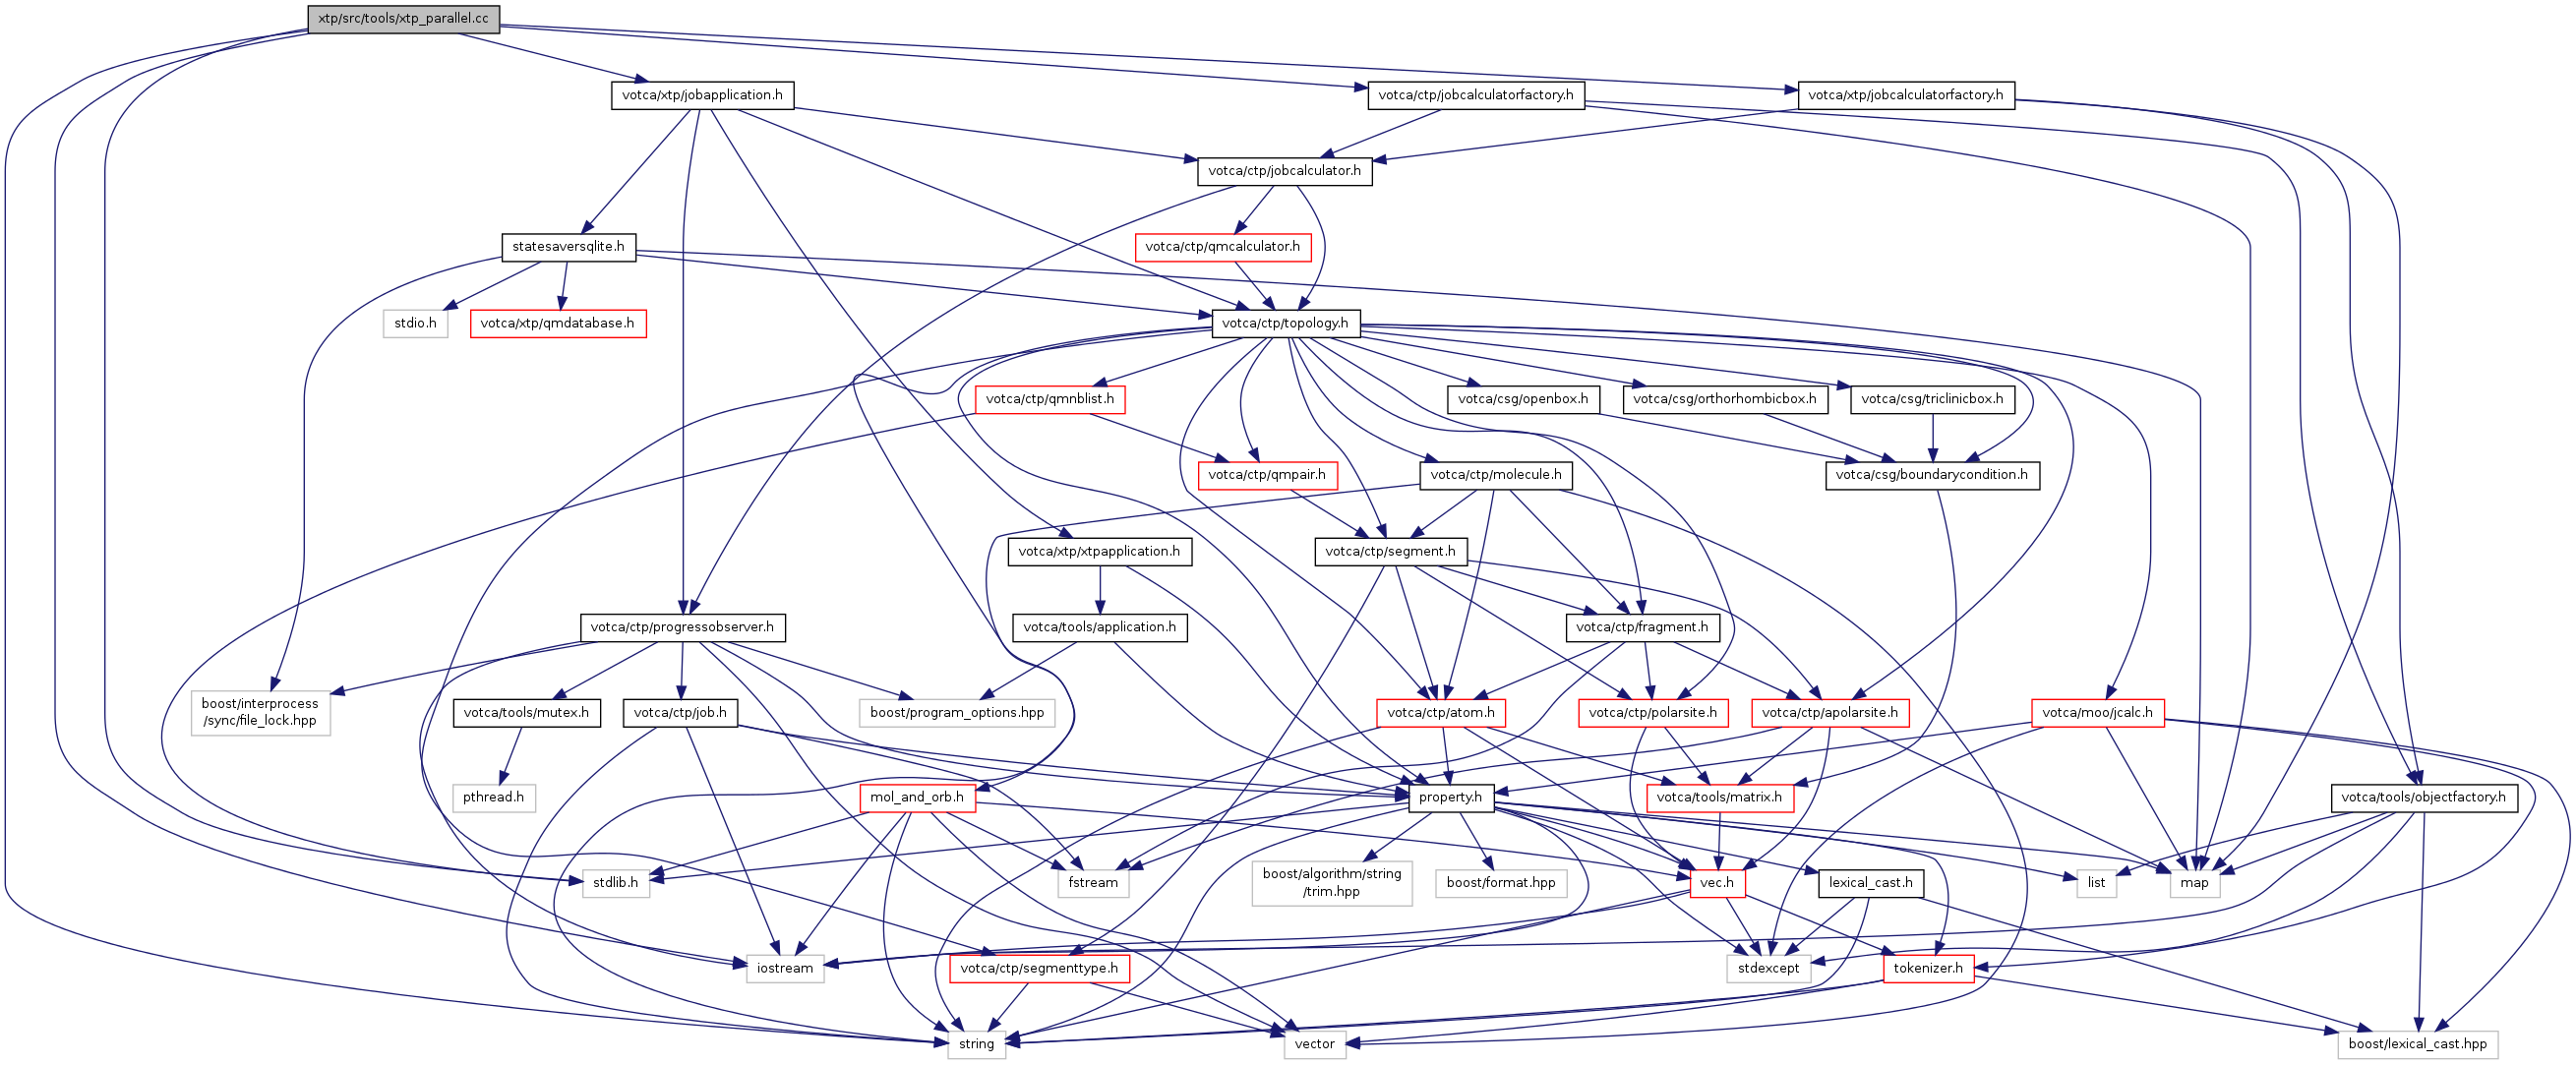 xtp/src/tools/xtp_parallel.cc
votca/xtp/jobapplication.h
votca/ctp/jobcalculatorfactory.h
votca/xtp/jobcalculatorfactory.h
votca/ctp/jobcalculator.h
statesaversqlite.h
votca/ctp/qmcalculator.h
stdio.h
votca/xtp/qmdatabase.h
votca/ctp/topology.h
votca/ctp/qmnblist.h
votca/csg/openbox.h
votca/csg/orthorhombicbox.h
votca/csg/triclinicbox.h
votca/ctp/qmpair.h
votca/ctp/molecule.h
votca/csg/boundarycondition.h
votca/xtp/xtpapplication.h
votca/ctp/segment.h
votca/ctp/progressobserver.h
votca/tools/application.h
votca/ctp/fragment.h
boost/interprocess
/sync/file_lock.hpp
votca/tools/mutex.h
votca/ctp/job.h
boost/program_options.hpp
votca/ctp/atom.h
votca/ctp/polarsite.h
votca/ctp/apolarsite.h
votca/moo/jcalc.h
pthread.h
mol_and_orb.h
property.h
votca/tools/matrix.h
votca/tools/objectfactory.h
stdlib.h
fstream
boost/algorithm/string
/trim.hpp
boost/format.hpp
vec.h
lexical_cast.h
list
map
iostream
votca/ctp/segmenttype.h
stdexcept
tokenizer.h
string
vector
boost/lexical_cast.hpp